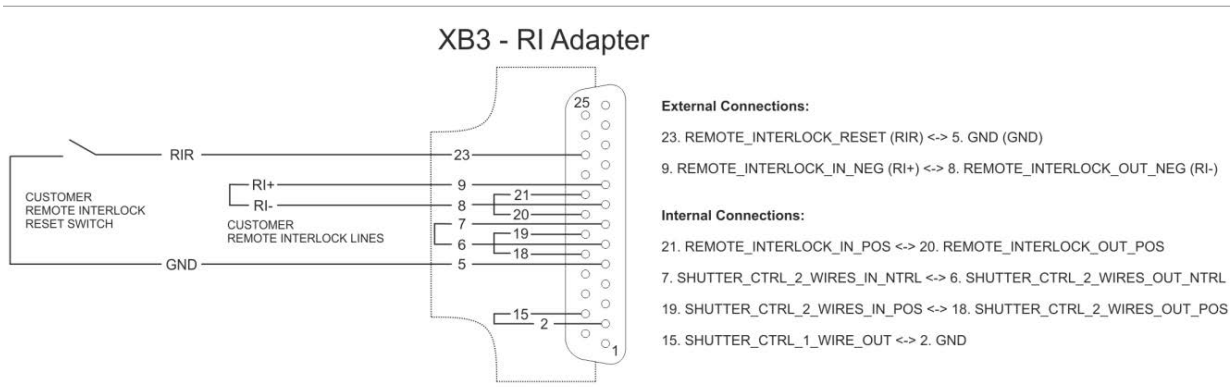 XB3 - RI Adapter
25
External Connections:
23. REMOTE_INTERLOCK_RESET (RIR) <-> 5. GND (GND)
9. REMOTE_INTERLOCK_IN_NEG (RI+) <-> 8. REMOTE_INTERLOCK_OUT_NEG (RI-)
Internal Connections:
21. REMOTE_INTERLOCK_IN_POS <-> 20. REMOTE_INTERLOCK_OUT_POS
7. SHUTTER_CTRL_2_WIRES_IN_NTRL <-> 6. SHUTTER_CTRL_2_WIRES_OUT_NTRL
19. SHUTTER_CTRL_2_WIRES_IN_POS <-> 18. SHUTTER_CTRL_2_WIRES_OUT_POS
15. SHUTTER_CTRL_1_WIRE_OUT <-> 2. GND
RIR
23
RI+
9
21
RI-
8
20
7
19
6
18
GND
5
15
2
1
CUSTOMER
REMOTE INTERLOCK
RESET SWITCH
CUSTOMER
REMOTE INTERLOCK LINES